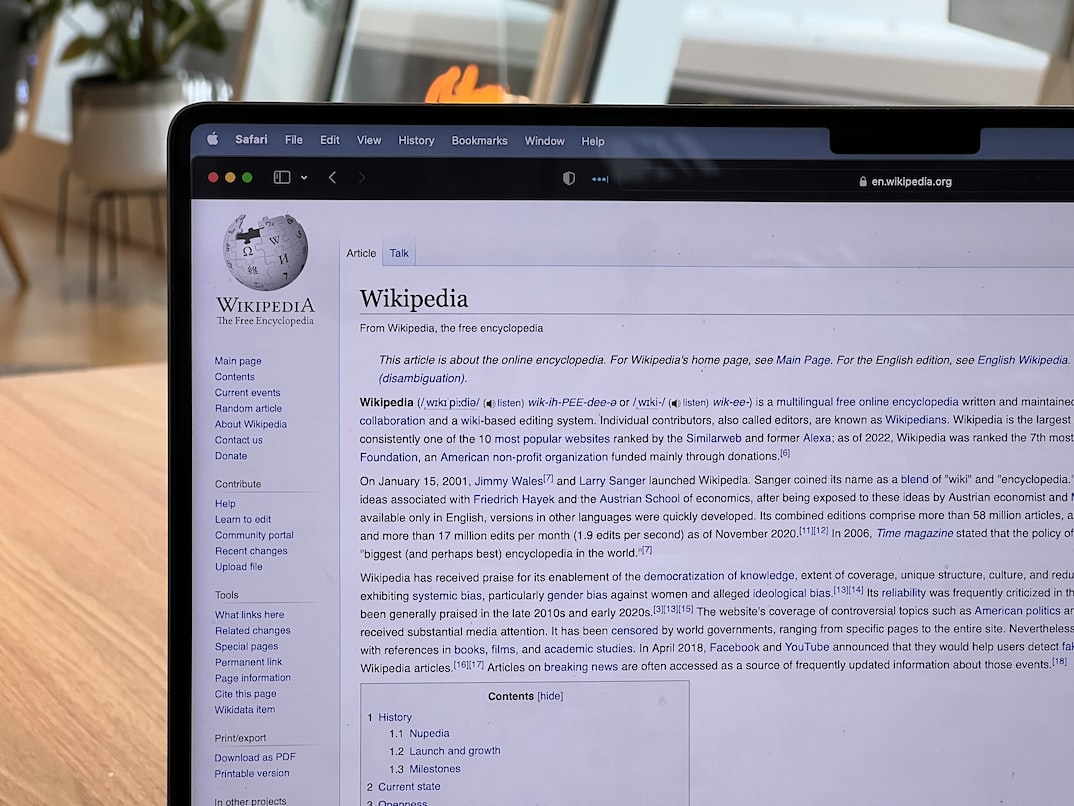 Safari File Edit View History Bookmarks Window Help
en.wikipedia.org
Ω W И 維 7
WIKIPEDIA
The Free Encyclopedia
Main page
Contents
Current events
Random article
About Wikipedia
Contact us
Donate
Contribute
Help
Learn to edit
Community portal
Recent changes
Upload file
Tools
What links here
Related changes
Special pages
Permanent link
Page information
Cite this page
Wikidata item
Print/export
Download as PDF
Printable version
In other projects
Article Talk
Wikipedia
From Wikipedia, the free encyclopedia
This article is about the online encyclopedia. For Wikipedia's home page, see Main Page. For the English edition, see English Wikipedia.
(disambiguation).
Wikipedia (/ˌwɪkɪˈpiːdiə/ (listen) wik-ih-PEE-dee-ə or /ˌwɪki-/ (listen) wik-ee-) is a multilingual free online encyclopedia written and maintained
collaboration and a wiki-based editing system. Individual contributors, also called editors, are known as Wikipedians. Wikipedia is the largest
consistently one of the 10 most popular websites ranked by the Similarweb and former Alexa; as of 2022, Wikipedia was ranked the 7th most
Foundation, an American non-profit organization funded mainly through donations.[6]
On January 15, 2001, Jimmy Wales[7] and Larry Sanger launched Wikipedia. Sanger coined its name as a blend of "wiki" and "encyclopedia."
ideas associated with Friedrich Hayek and the Austrian School of economics, after being exposed to these ideas by Austrian economist and
available only in English, versions in other languages were quickly developed. Its combined editions comprise more than 58 million articles,
and more than 17 million edits per month (1.9 edits per second) as of November 2020.[11][12] In 2006, Time magazine stated that the policy of
"biggest (and perhaps best) encyclopedia in the world."[7]
Wikipedia has received praise for its enablement of the democratization of knowledge, extent of coverage, unique structure, culture, and
exhibiting systemic bias, particularly gender bias against women and alleged ideological bias.[13][14] Its reliability was frequently criticized in
been generally praised in the late 2010s and early 2020s.[3][13][15] The website's coverage of controversial topics such as American politics
received substantial media attention. It has been censored by world governments, ranging from specific pages to the entire site. Nevertheless
with references in books, films, and academic studies. In April 2018, Facebook and YouTube announced that they would help users detect
Wikipedia articles.[16][17] Articles on breaking news are often accessed as a source of frequently updated information about those events.[18]
Contents [hide]
1 History
1.1 Nupedia
1.2 Launch and growth
1.3 Milestones
2 Current state
3 Openness